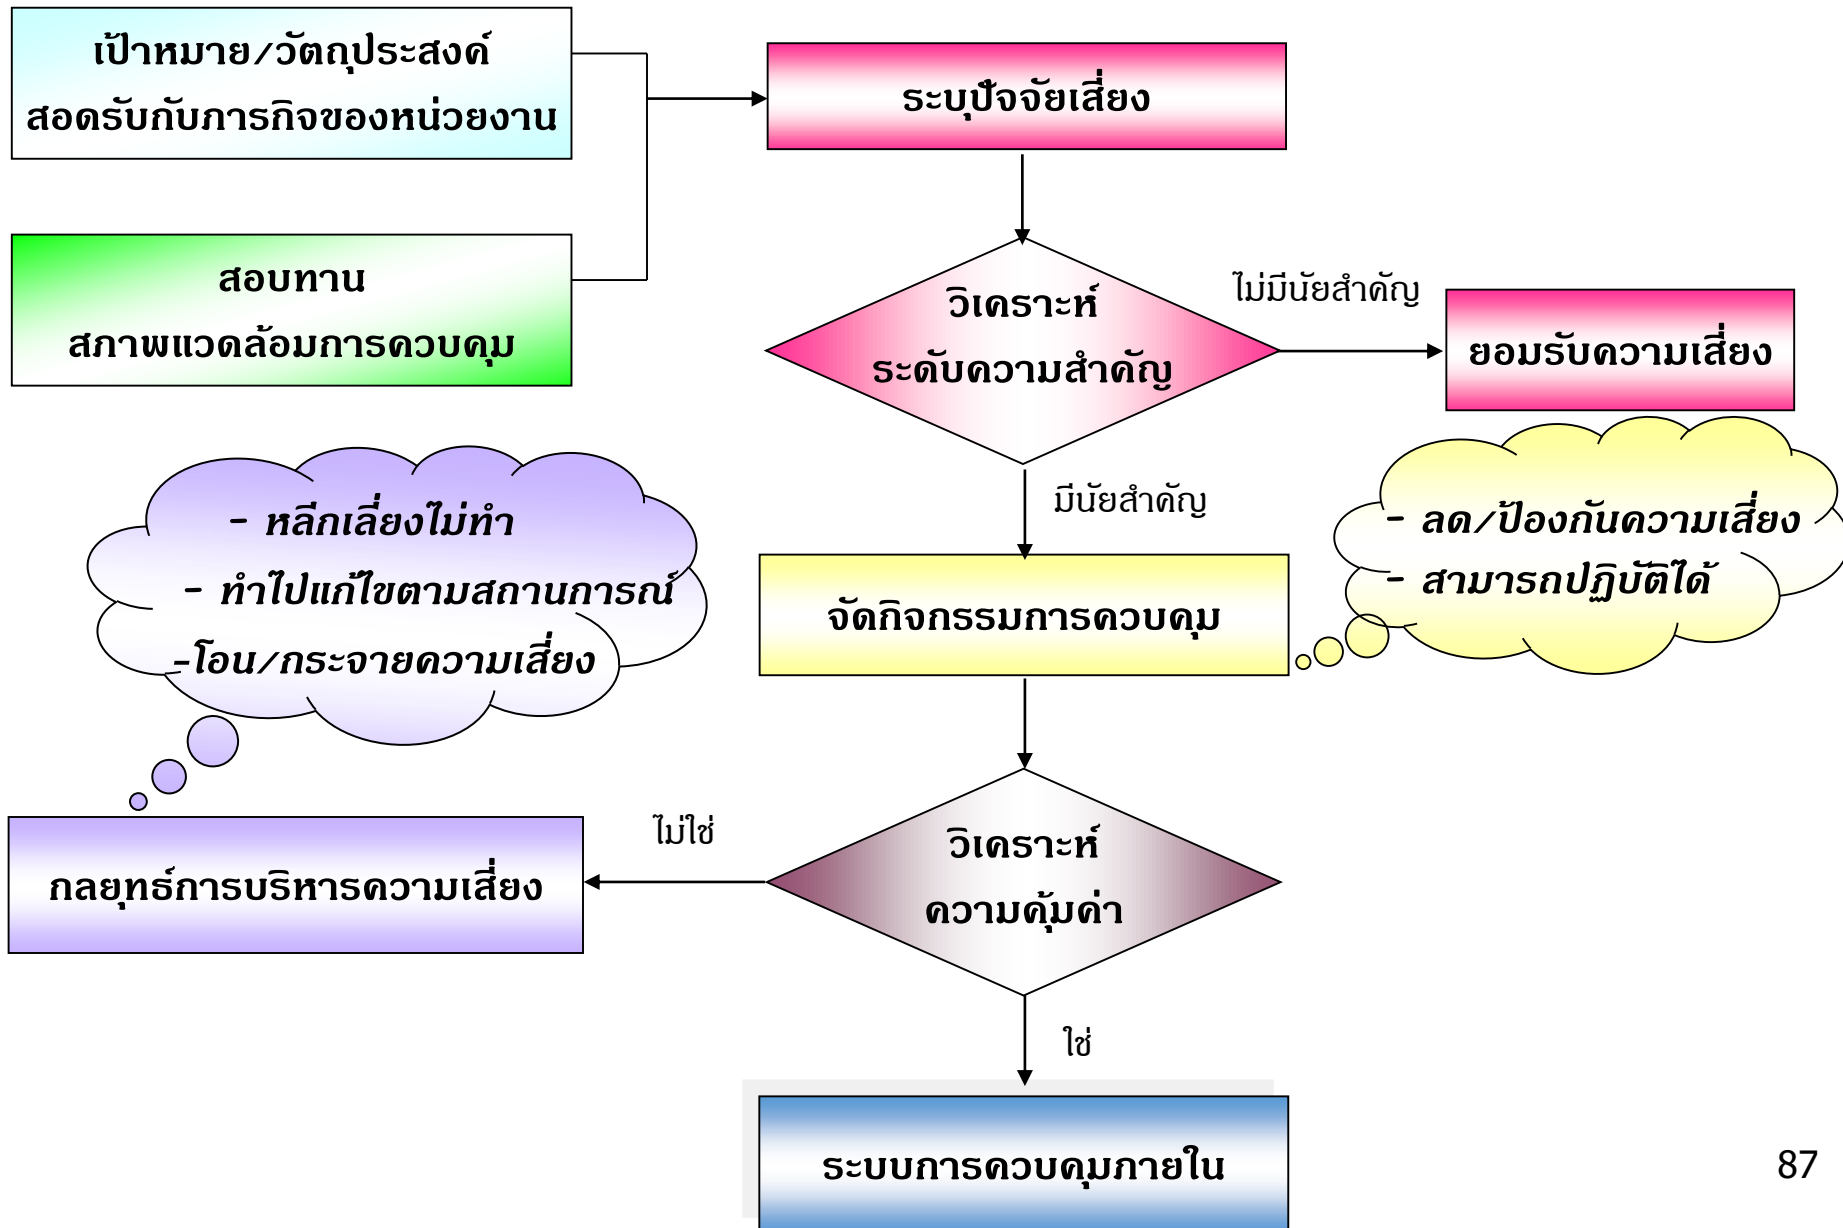 เป้าหมาย/วัตถุประสงค์
สอดรับกับภารกิจของหน่วยงาน
ระบุปัจจัยเสี่ยง
สอบทาน
สภาพแวดล้อมการควบคุม
วิเคราะห์
ระดับความสำคัญ
ไม่มีนัยสำคัญ
ยอมรับความเสี่ยง
มีนัยสำคัญ
- หลีกเลี่ยงไม่ทำ
- ทำไปแก้ไขตามสถานการณ์
-โอน/กระจายความเสี่ยง
- ลด/ป้องกันความเสี่ยง
- สามารถปฏิบัติได้
จัดกิจกรรมการควบคุม
ไม่ใช่
วิเคราะห์
ความคุ้มค่า
กลยุทธ์การบริหารความเสี่ยง
ใช่
ระบบการควบคุมภายใน
87